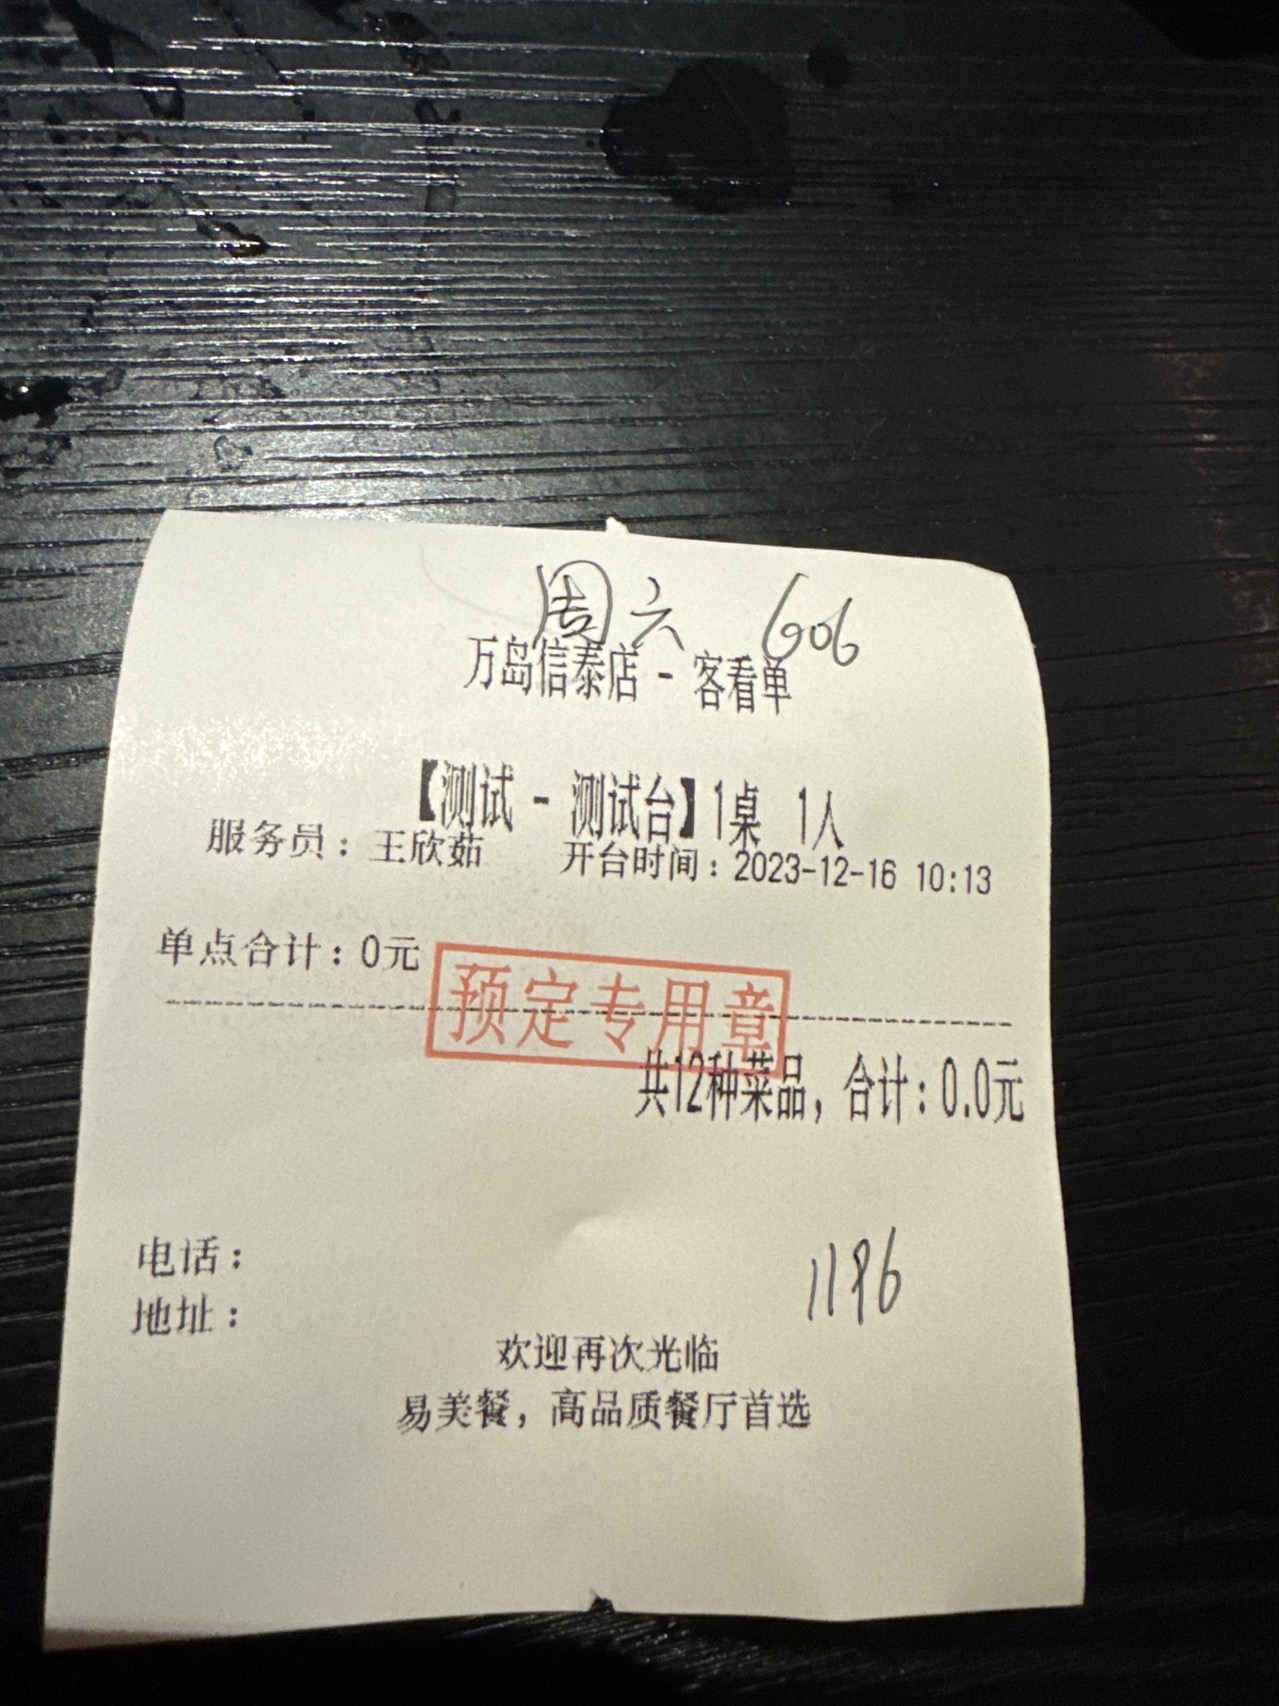 周六 606
万岛信泰店 - 客看单
【测试 - 测试台】1桌 1人
服务员：王欣茹 开台时间：2023-12-16 10:13
单点合计：0元
预定专用章
共12种菜品，合计：0.0元
电话：
1196
地址：
欢迎再次光临
易美餐，高品质餐厅首选